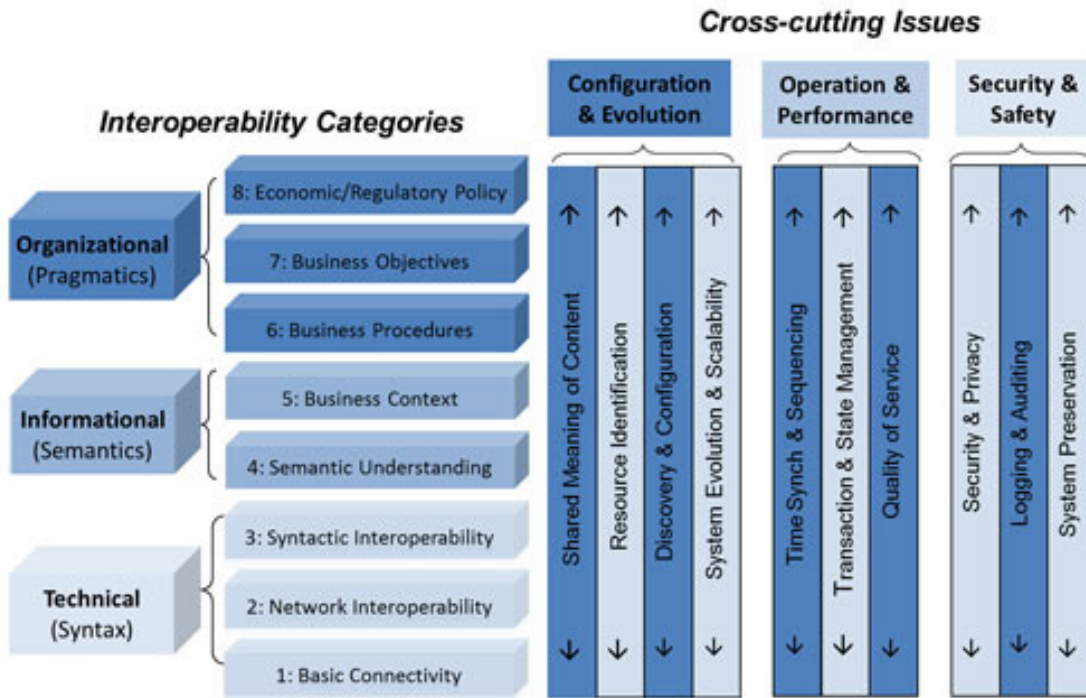 Cross-cutting Issues
Configuration
& Evolution
Operation &
Performance
Security &
Safety
Interoperability Categories
Organizational
(Pragmatics)
8: Economic/Regulatory Policy
7: Business Objectives
6: Business Procedures
Informational
(Semantics)
5: Business Context
4: Semantic Understanding
Technical
(Syntax)
3: Syntactic Interoperability
2: Network Interoperability
1: Basic Connectivity
Shared Meaning of Content
Resource Identification
Discovery & Configuration
System Evolution & Scalability
Time Synch & Sequencing
Transaction & State Management
Quality of Service
Security & Privacy
Logging & Auditing
System Preservation